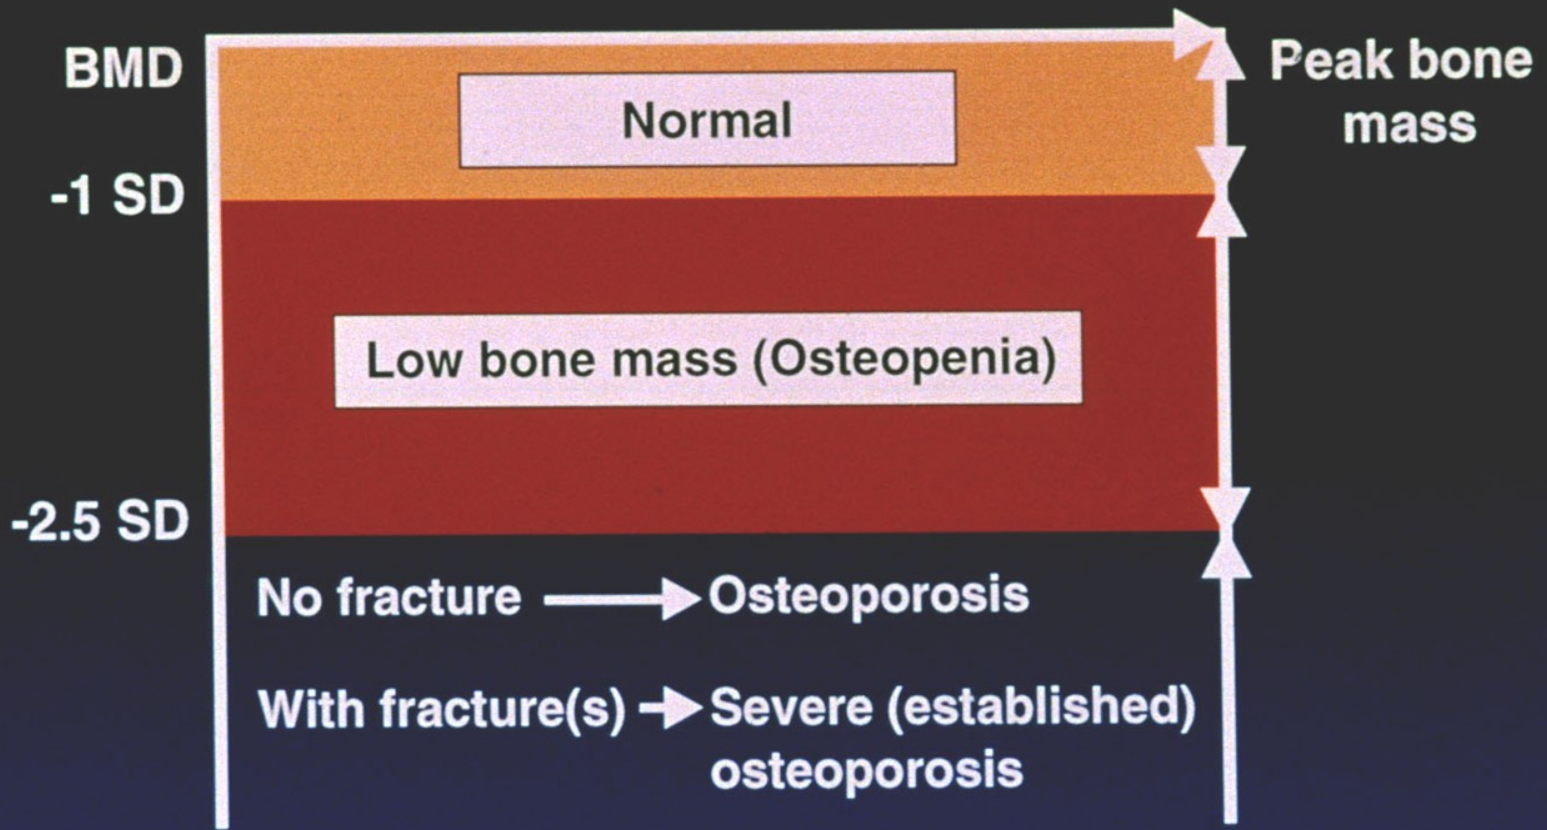 BMD
Peak bone
mass
Normal
-1 SD
Low bone mass (Osteopenia)
-2.5 SD
No fracture
Osteoporosis
With fracture(s)
Severe (established)
osteoporosis